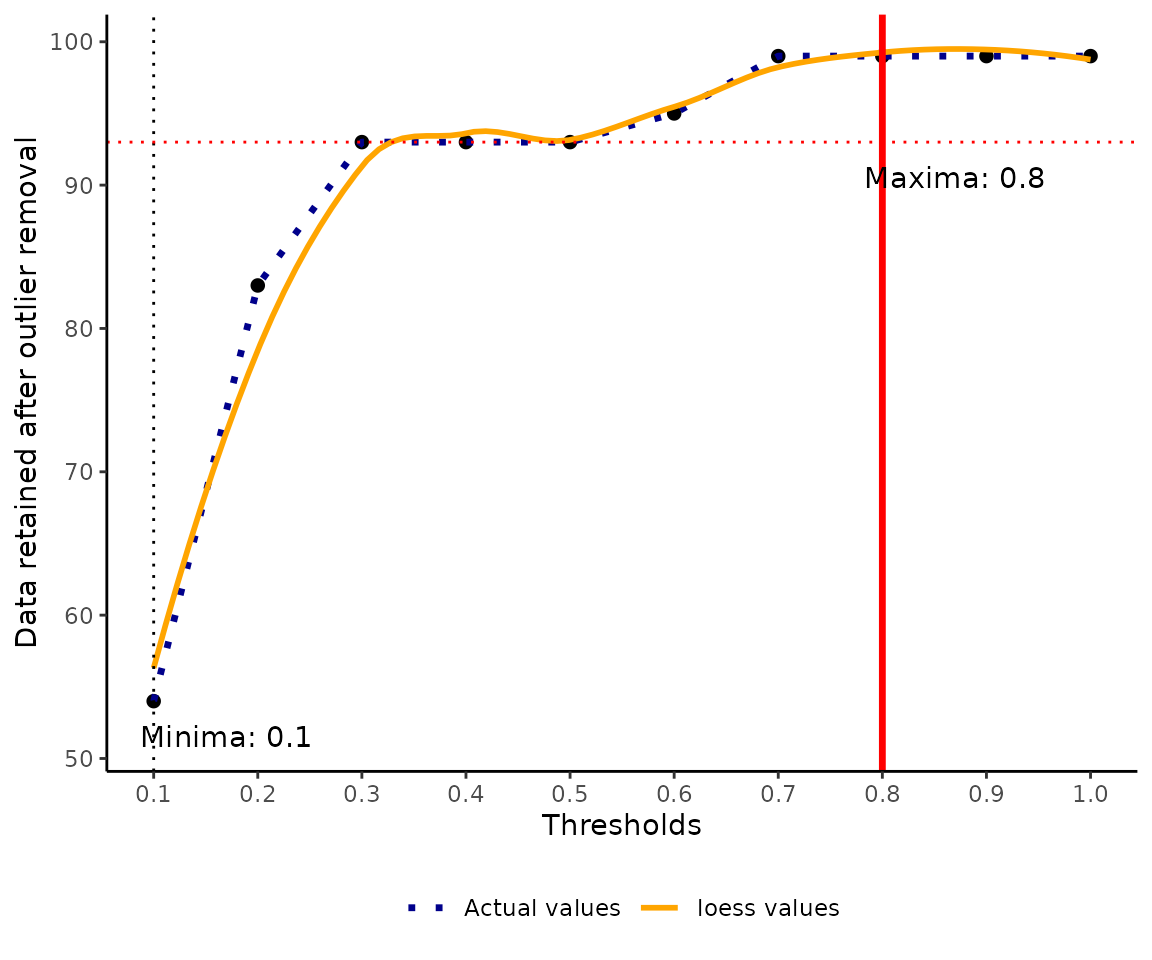 100
90
80
70
60
50
Data retained after outlier removal
Maxima: 0.8
Minima: 0.1
0.1 0.2 0.3 0.4 0.5 0.6 0.7 0.8 0.9 1.0
Thresholds
Actual values loess values